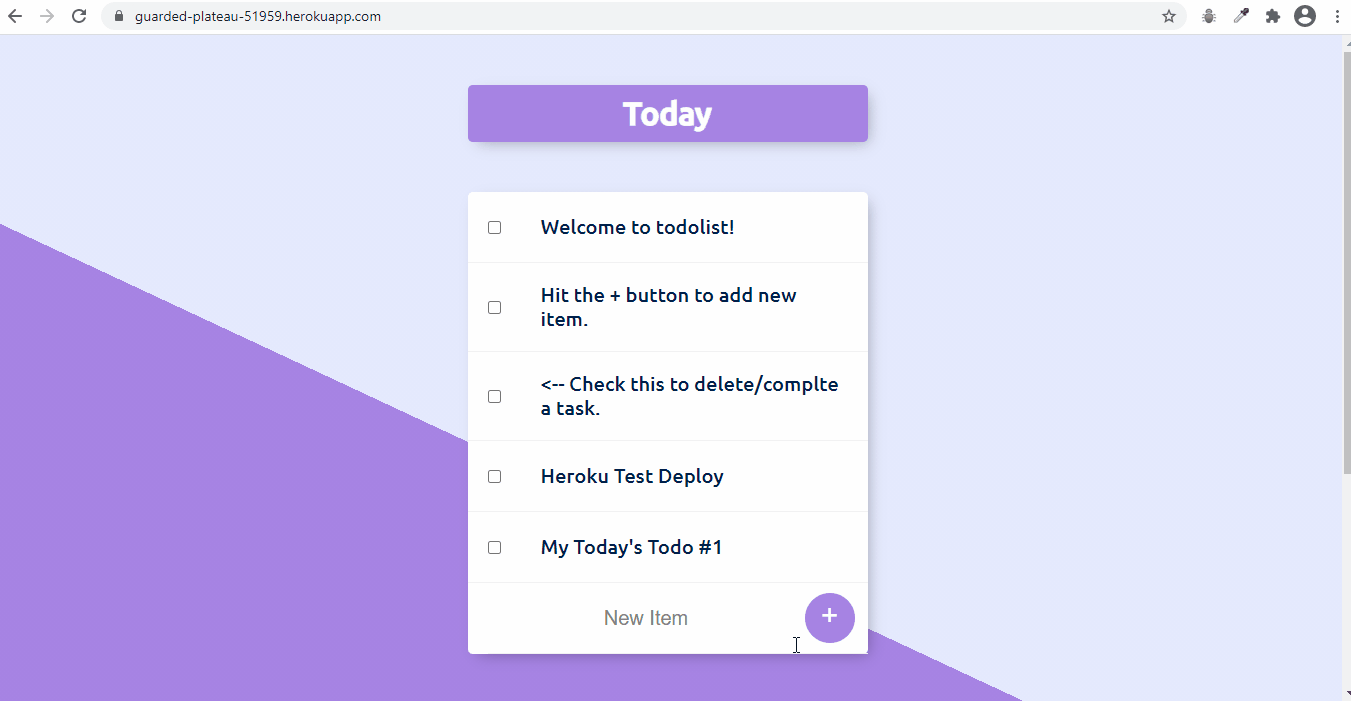 guarded-plateau-51959.herokuapp.com
Today
Welcome to todolist!
Hit the + button to add new
item.
<-- Check this to delete/complte
a task.
Heroku Test Deploy
My Today's Todo #1
New Item
+